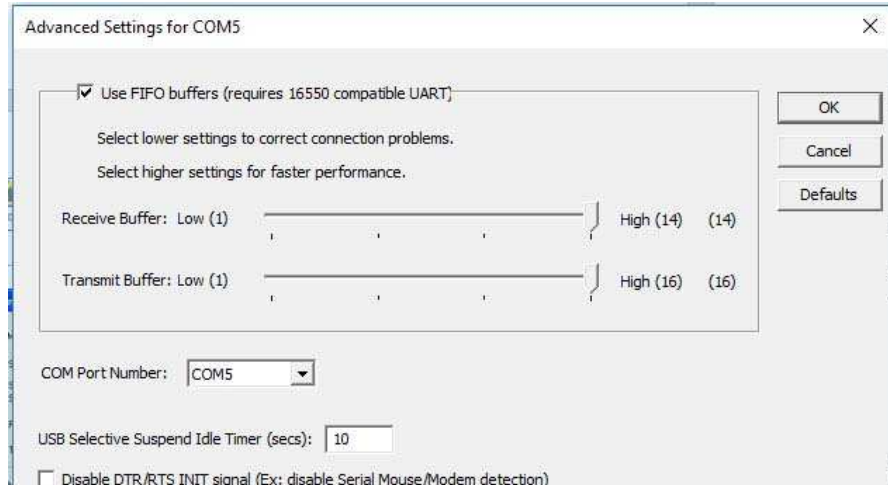 Advanced Settings for COM5
Use FIFO buffers (requires 16550 compatible UART)
OK
Select lower settings to correct connection problems.
Cancel
Select higher settings for faster performance.
Defaults
Receive Buffer: Low (1) High (14) (14)
Transmit Buffer: Low (1) High (16) (16)
COM Port Number: COM5
USB Selective Suspend Idle Timer (secs): 10
Disable DTR/RTS INIT signal (Ex: disable Serial Mouse/Modem detection)